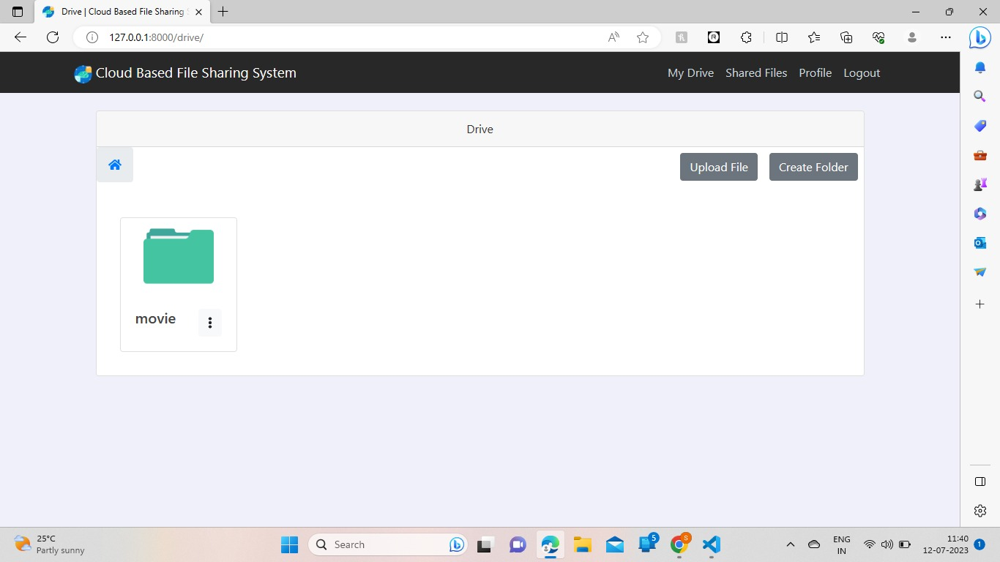 Drive | Cloud Based File Sharing S
127.0.0.1:8000/drive/
Cloud Based File Sharing System
My Drive Shared Files Profile Logout
Drive
Upload File Create Folder
movie
25°C
Partly sunny
Search
5
S
ENG
IN
11:40
12-07-2023
1